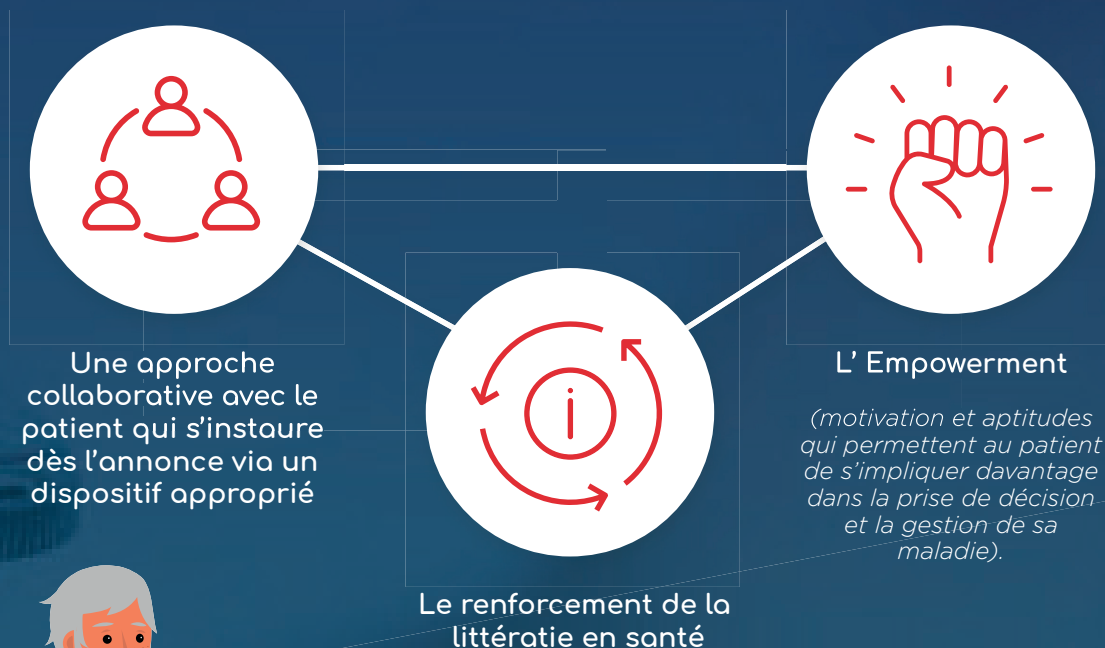 Une approche
collaborative avec le
patient qui s’instaure
dès l’annonce via un
dispositif approprié
L’ Empowerment
(motivation et aptitudes
qui permettent au patient
de s’impliquer davantage
dans la prise de décision
et la gestion de sa
maladie).
i
Le renforcement de la
littératie en santé